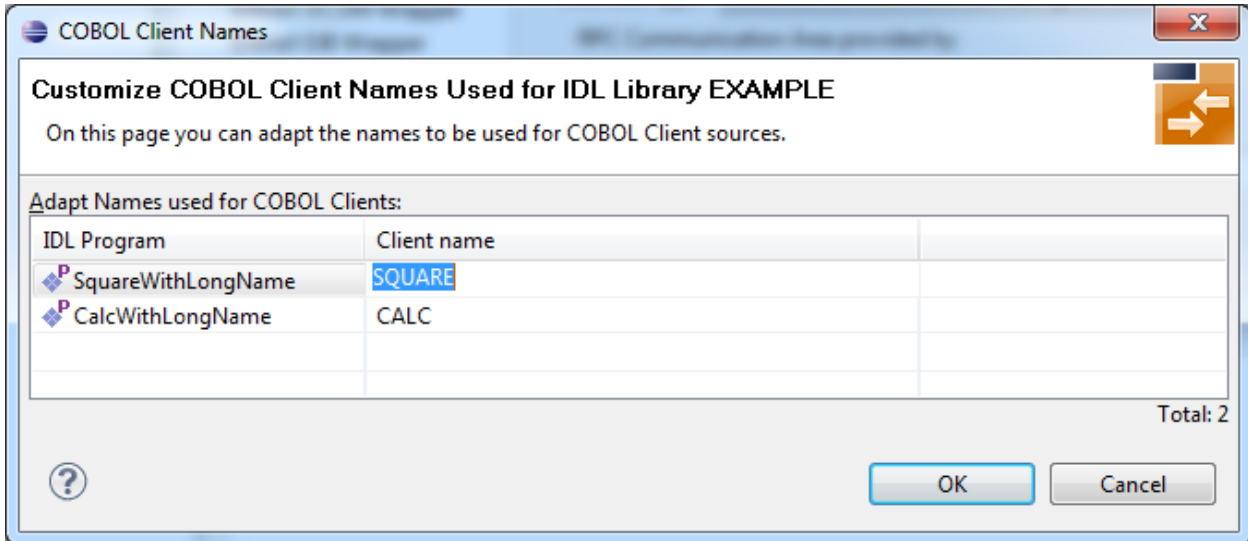 COBOL Client Names
Customize COBOL Client Names Used for IDL Library EXAMPLE
On this page you can adapt the names to be used for COBOL Client sources.
Adapt Names used for COBOL Clients:
IDL Program Client name
SquareWithLongName SQUARE
CalcWithLongName CALC
Total: 2
? OK Cancel